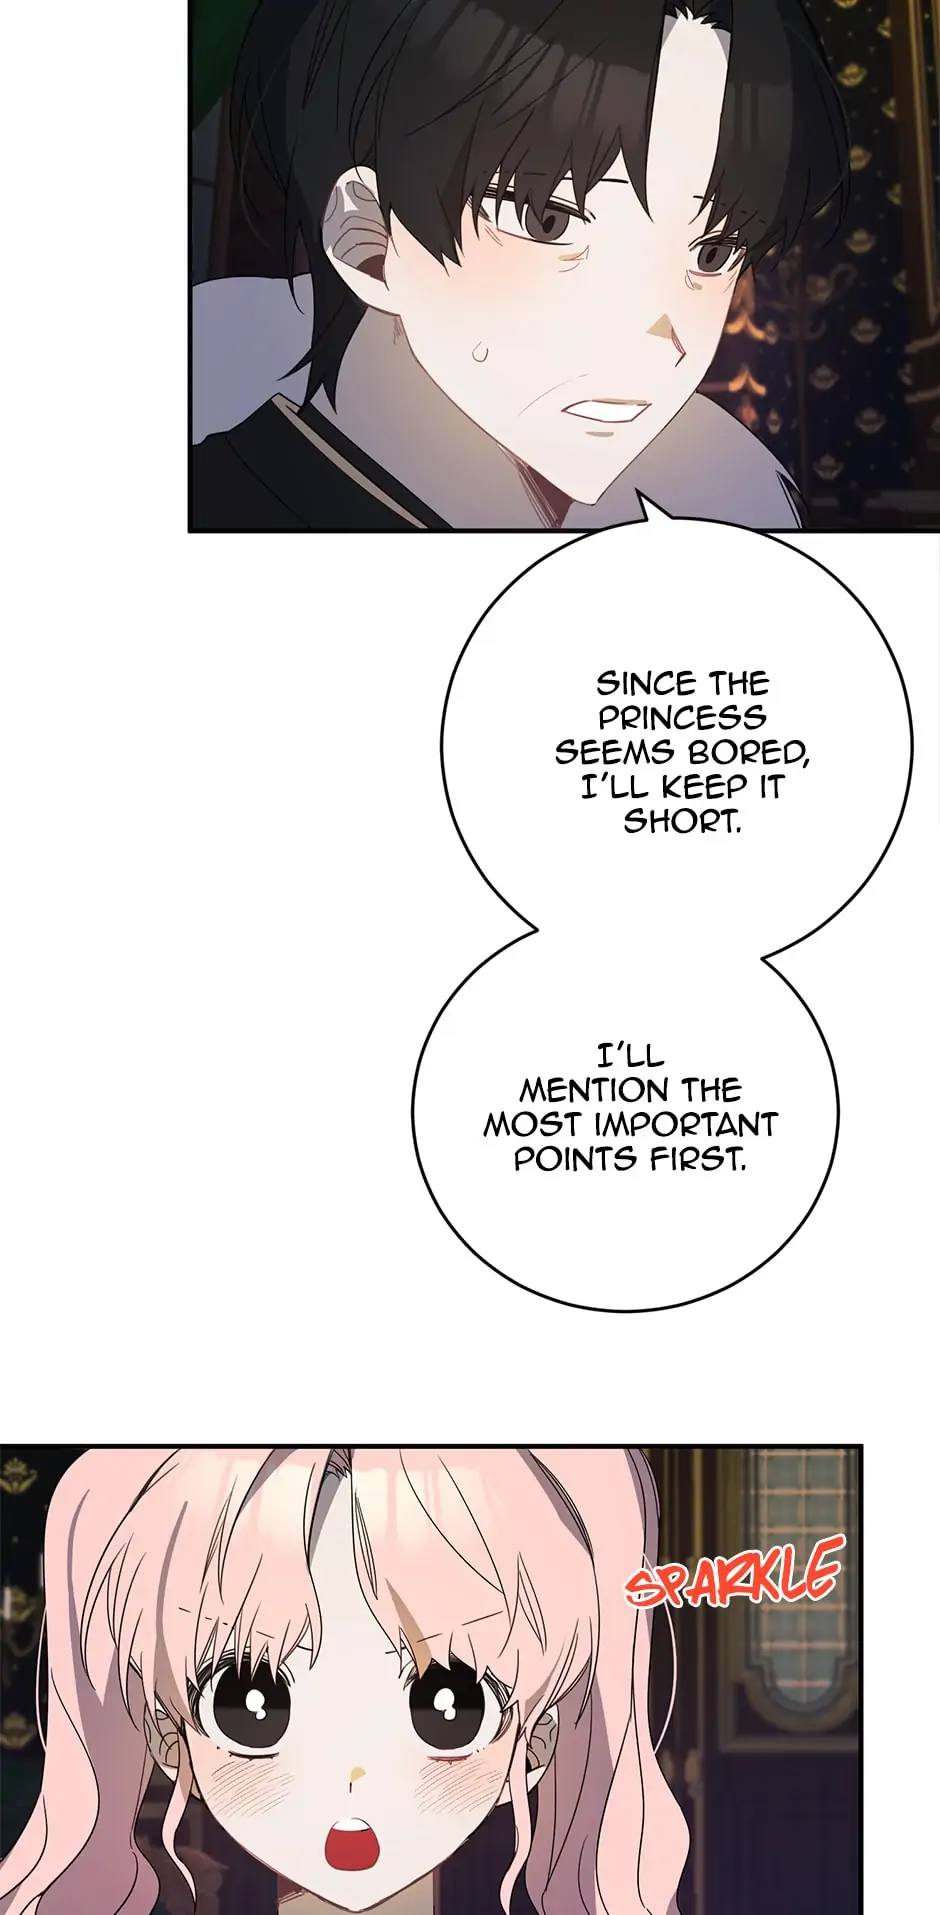 SINCE THE
PRINCESS
SEEMS BORED,
I'LL KEEP IT
SHORT.
I'LL
MENTION THE
MOST IMPORTANT
POINTS FIRST.
SPARKLE